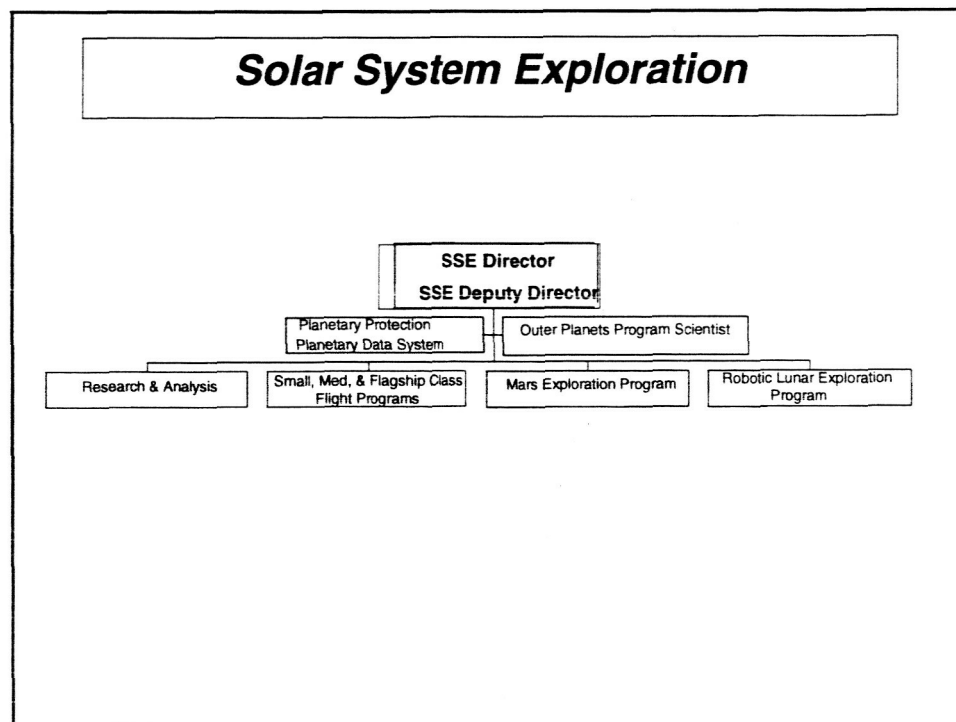 Solar System Exploration
SSE Director
SSE Deputy Director
Planetary Protection
Planetary Data System
Outer Planets Program Scientist
Research & Analysis
Small, Med, & Flagship Class
Flight Programs
Mars Exploration Program
Robotic Lunar Exploration
Program